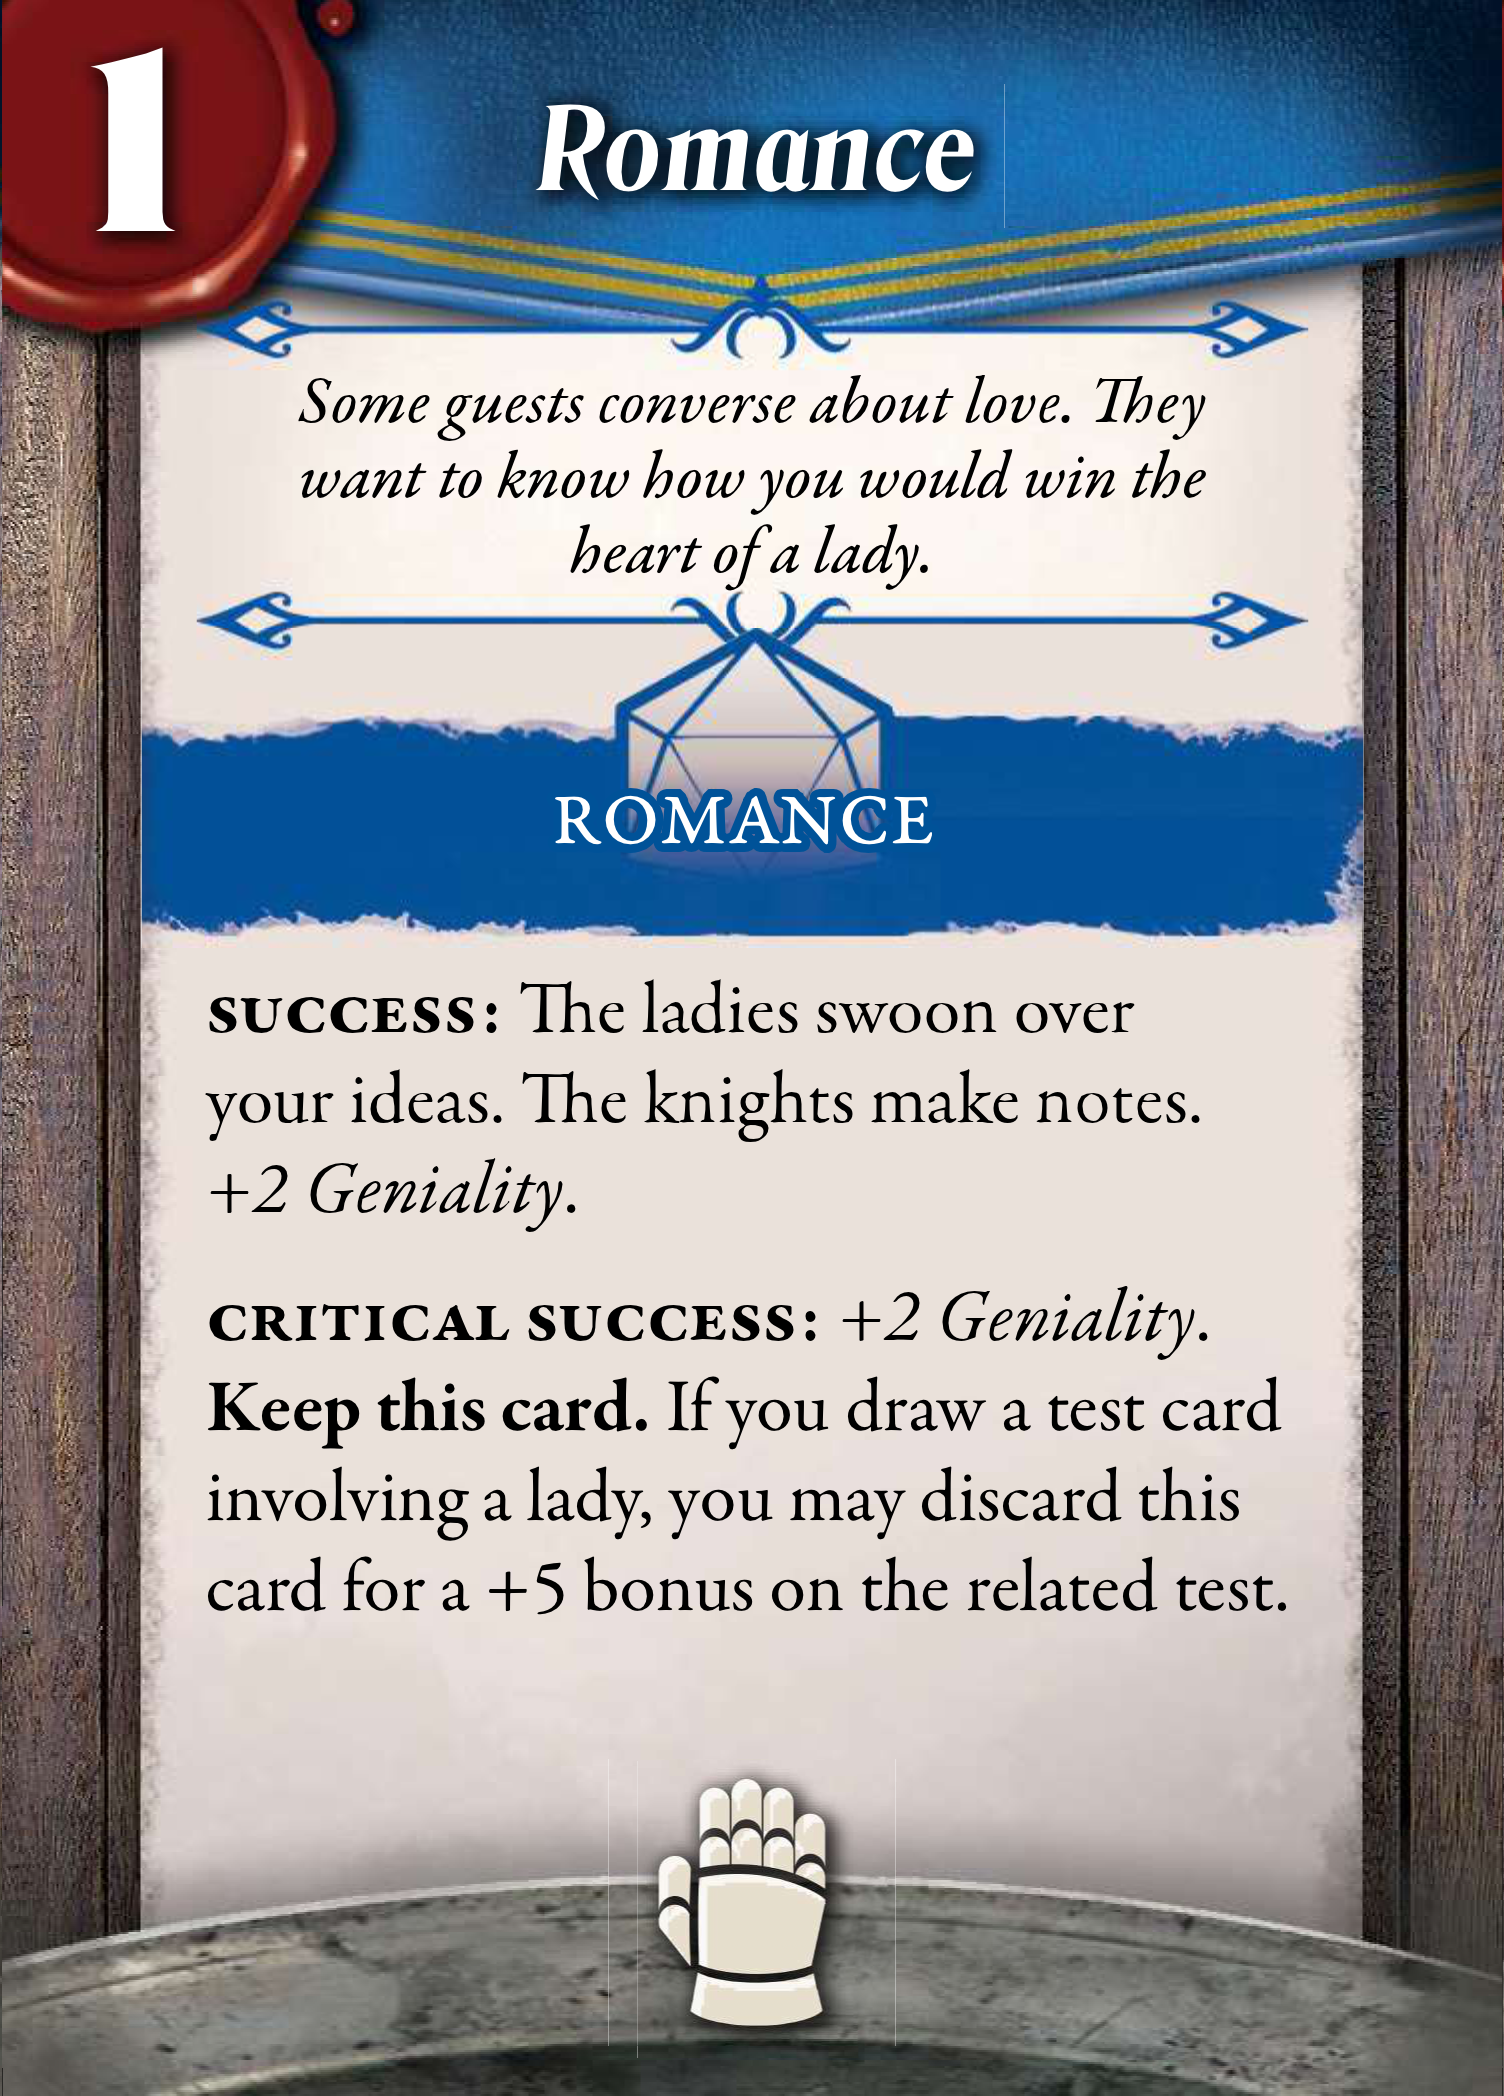 1
Romance
Some guests converse about love. They
want to know how you would win the
heart of a lady.
ROMANCE
SUCCESS: The ladies swoon over
your ideas. The knights make notes.
+2 Geniality.
CRITICAL SUCCESS: +2 Geniality.
Keep this card. If you draw a test card
involving a lady, you may discard this
card for a +5 bonus on the related test.